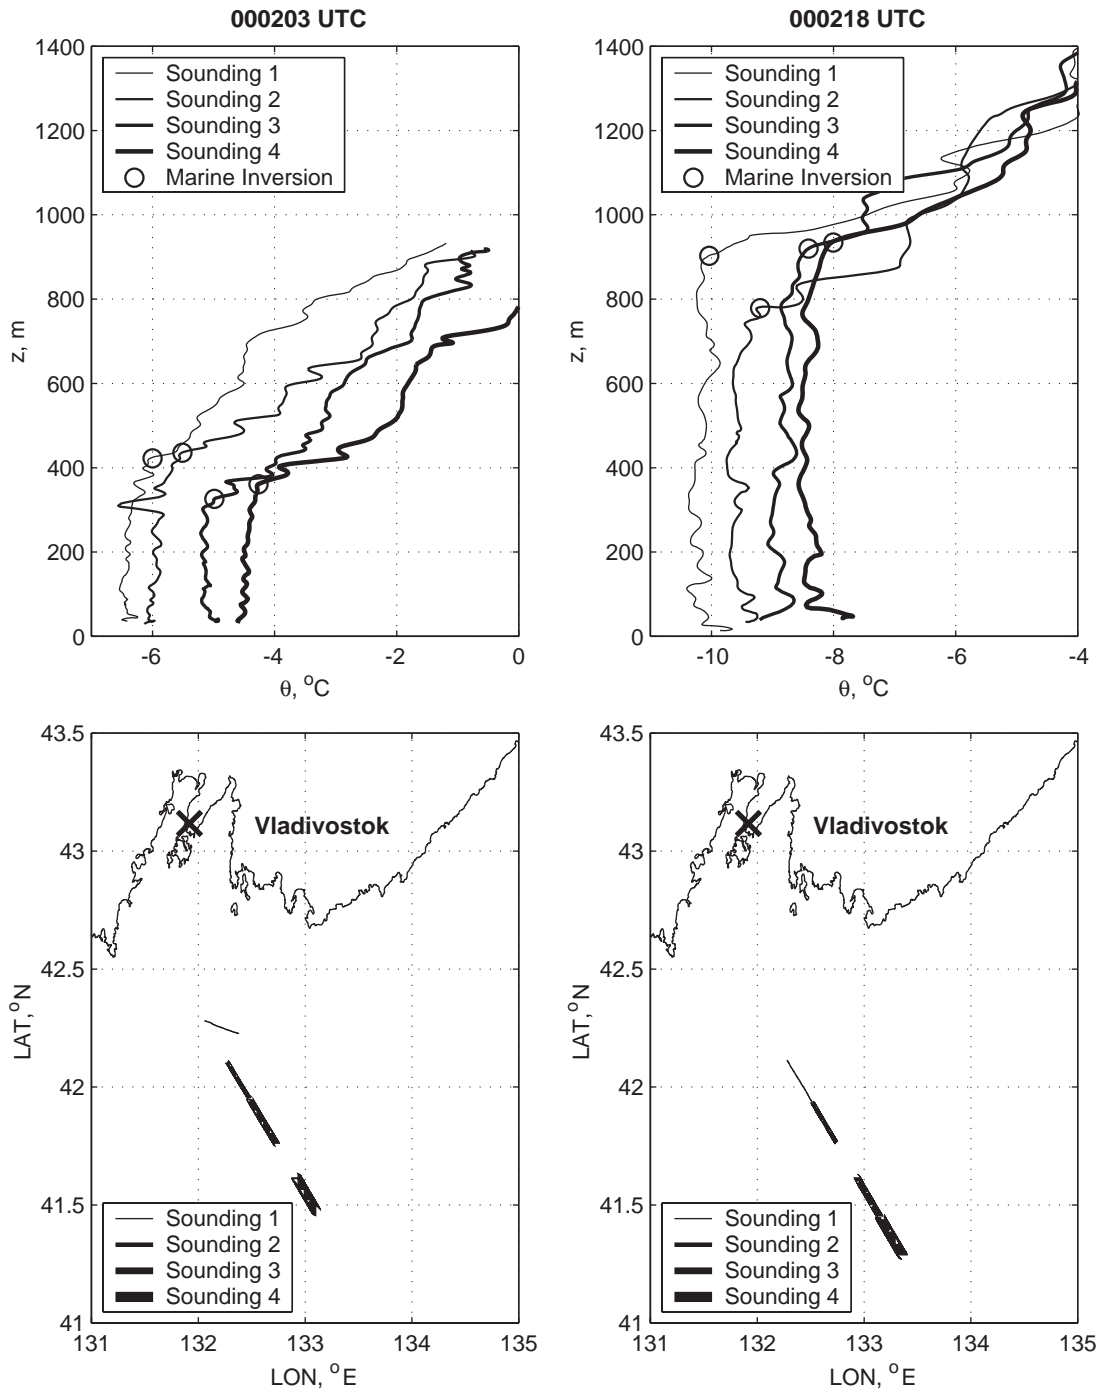 000203 UTC
1400
1200
1000
800
600
400
200
0
z, m
Sounding 1
Sounding 2
Sounding 3
Sounding 4
Marine Inversion
-6
-4
-2
0
θ, °C
000218 UTC
1400
1200
1000
800
600
400
200
0
z, m
Sounding 1
Sounding 2
Sounding 3
Sounding 4
Marine Inversion
-10
-8
-6
-4
θ, °C
43.5
43
42.5
42
41.5
41
LAT, °N
Vladivostok
Sounding 1
Sounding 2
Sounding 3
Sounding 4
131
132
133
134
135
LON, °E
43.5
43
42.5
42
41.5
41
LAT, °N
Vladivostok
Sounding 1
Sounding 2
Sounding 3
Sounding 4
131
132
133
134
135
LON, °E